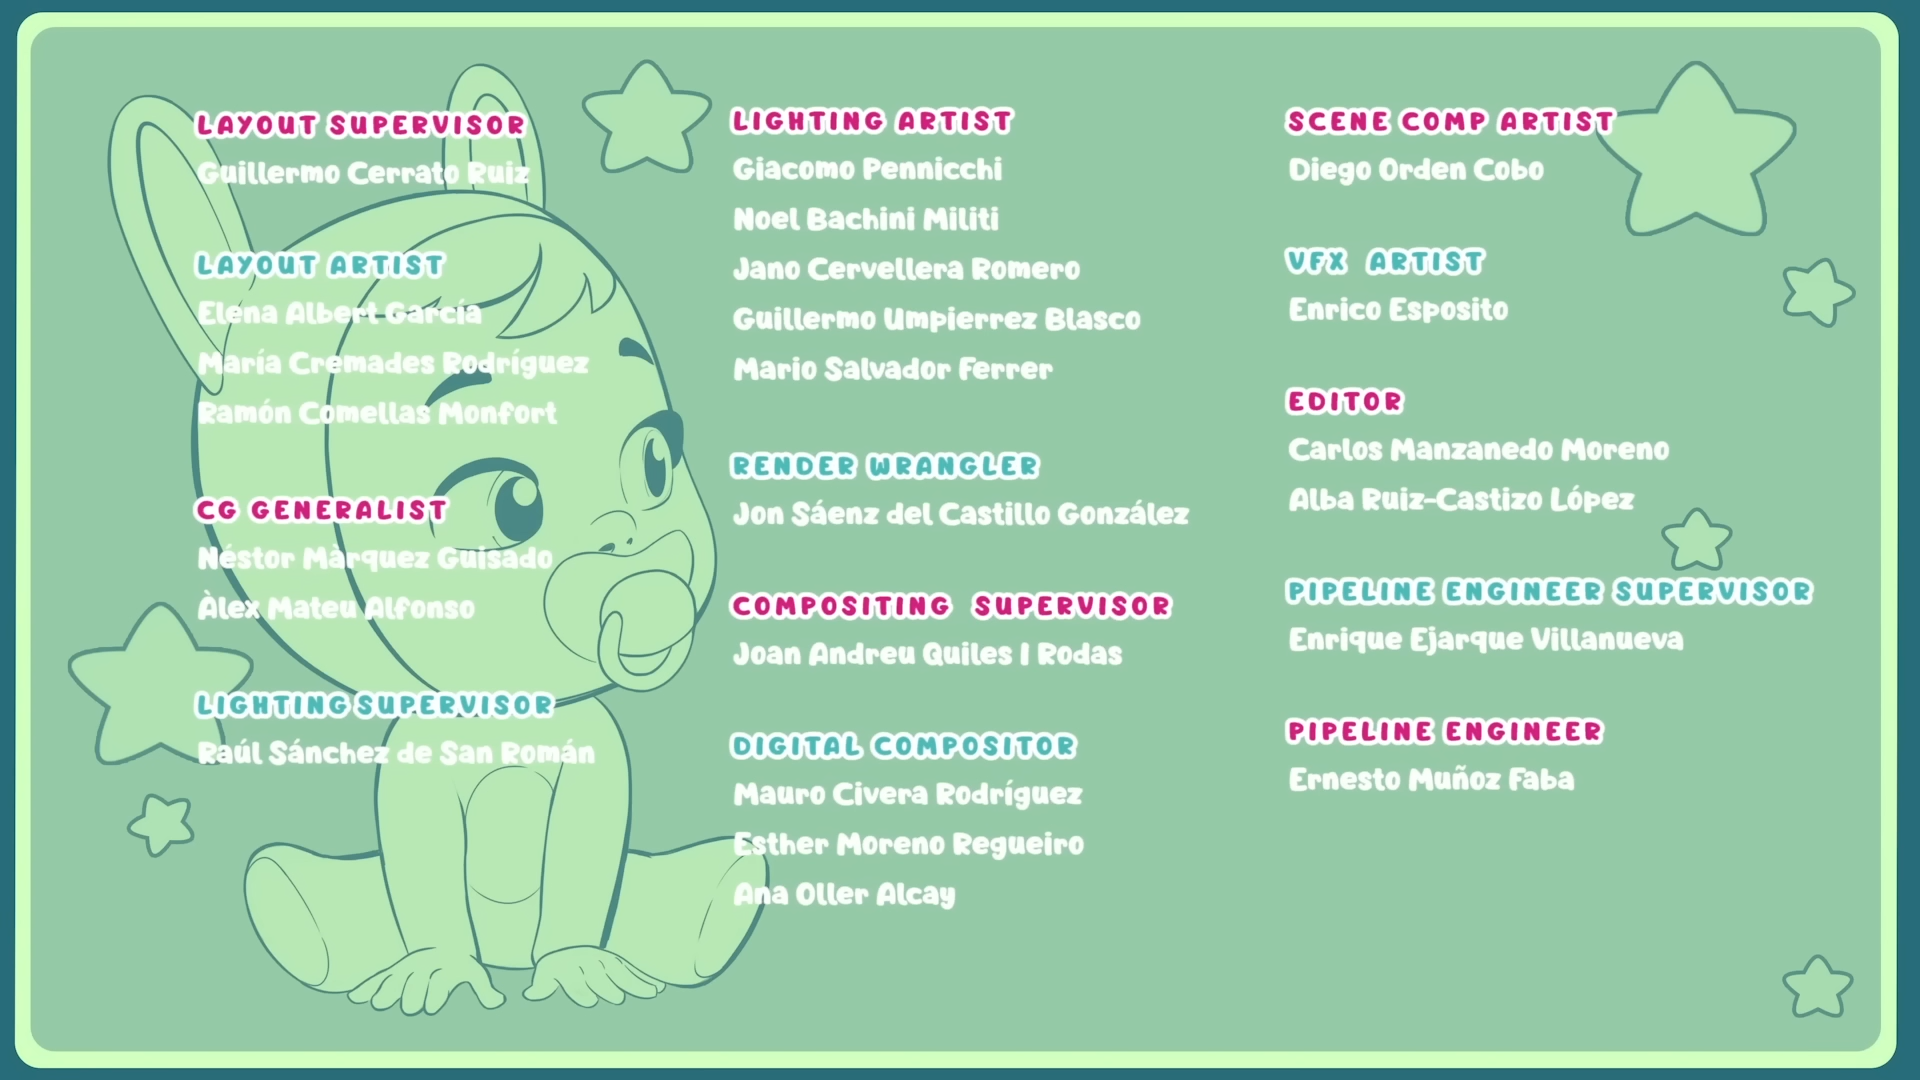 LAYOUT SUPERVISOR
Guillermo Cerrato Ruiz
LAYOUT ARTIST
Elena Albert García
María Cremades Rodríguez
Ramón Comellas Monfort
CG GENERALIST
Néstor Màrquez Guisado
Àlex Mateu Alfonso
LIGHTING SUPERVISOR
Raúl Sánchez de San Román
LIGHTING ARTIST
Giacomo Pennicchi
Noel Bachini Militi
Jano Cervellera Romero
Guillermo Umpierrez Blasco
Mario Salvador Ferrer
RENDER WRANGLER
Jon Sáenz del Castillo González
COMPOSITING SUPERVISOR
Joan Andreu Quiles I Rodas
DIGITAL COMPOSITOR
Mauro Civera Rodríguez
Esther Moreno Regueiro
Ana Oller Alcay
SCENE COMP ARTIST
Diego Orden Cobo
VFX ARTIST
Enrico Esposito
EDITOR
Carlos Manzanedo Moreno
Alba Ruiz-Castizo López
PIPELINE ENGINEER SUPERVISOR
Enrique Ejarque Villanueva
PIPELINE ENGINEER
Ernesto Muñoz Faba